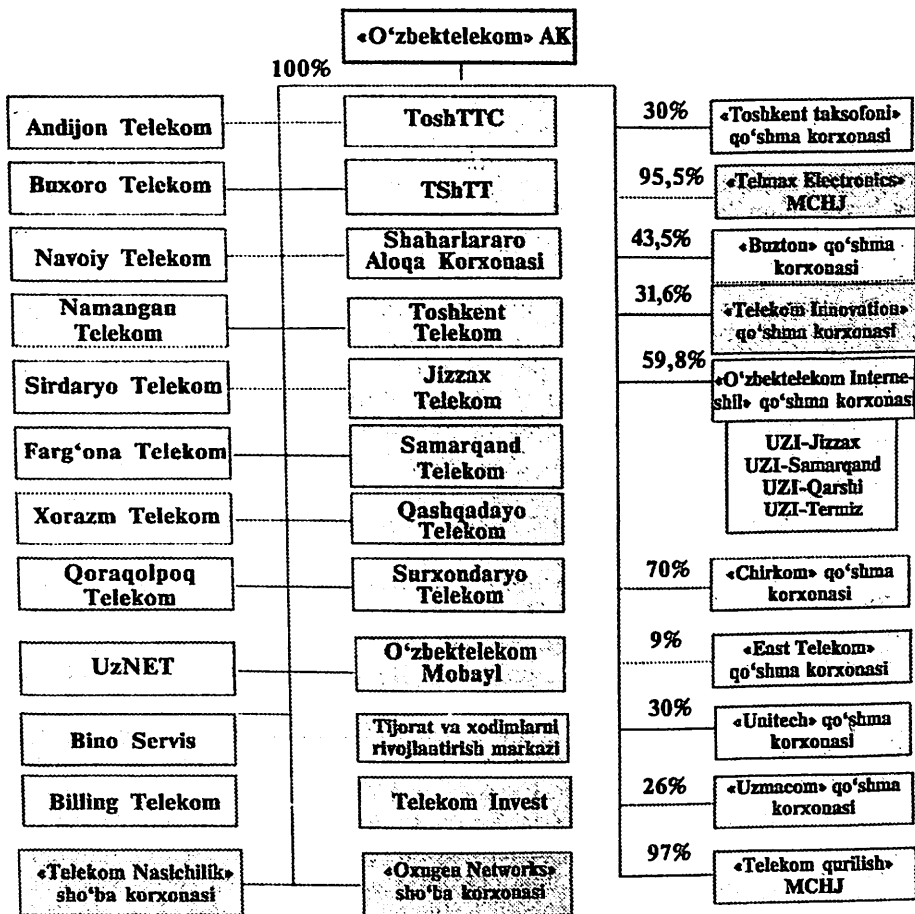 «O‘zbektelekom» AK
100%
Andijon Telekom
Buxoro Telekom
Navoiy Telekom
Namangan
Telekom
Sirdaryo Telekom
Farg‘ona Telekom
Xorazm Telekom
Qoraqolpoq
Telekom
UzNET
Bino Servis
Billing Telekom
«Telekom Naslchilik»
sho‘ba korxonasi
ToshTTC
TShTT
Shaharlararo
Aloqa Korxonasi
Toshkent
Telekom
Jizzax
Telekom
Samarqand
Telekom
Qashqadayo
Telekom
Surxondaryo
Telekom
O‘zbektelekom
Mobayl
Tijorat va xodimlarni
rivojlantirish markazi
Telekom Invest
«Oxugen Networks»
sho‘ba korxonasi
30%
«Toshkent taksofoni»
qo‘shma korxonasi
95,5%
«Telmax Electronics»
MCHJ
43,5%
«Buzton» qo‘shma
korxonasi
31,6%
«Telekom Innovation»
qo‘shma korxonasi
59,8%
«O‘zbektelekom Interne-
shil» qo‘shma korxonasi
UZI-Jizzax
UZI-Samarqand
UZI-Qarshi
UZI-Termiz
70%
«Chirkom» qo‘shma
korxonasi
9%
«East Telekom»
qo‘shma korxonasi
30%
«Unitech» qo‘shma
korxonasi
26%
«Uzmacom» qo‘shma
korxonasi
97%
«Telekom qurilish»
MCHJ